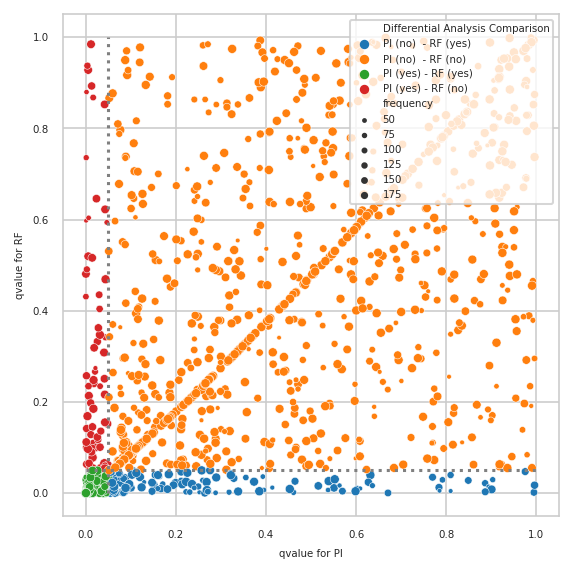 1.0
0.8
0.6
0.4
0.2
0.0
qvalue for RF
Differential Analysis Comparison
PI (no) - RF (yes)
PI (no) - RF (no)
PI (yes) - RF (yes)
PI (yes) - RF (no)
frequency
50
75
100
125
150
175
0.0 0.2 0.4 0.6 0.8 1.0
qvalue for PI